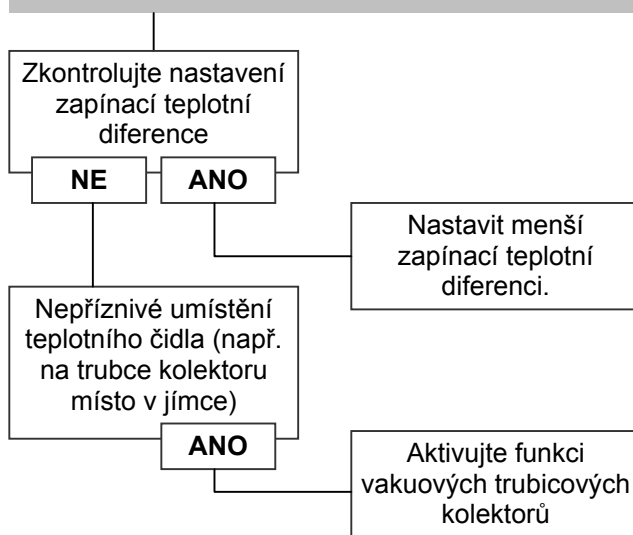 Zkontrolujte nastavení
zapínací teplotní
diference
NE
ANO
Nastavit menší
zapínací teplotní
diferenci.
Nepříznivé umístění
teplotního čidla (např.
na trubce kolektoru
místo v jímce)
ANO
Aktivujte funkci
vakuových trubicových
kolektorů